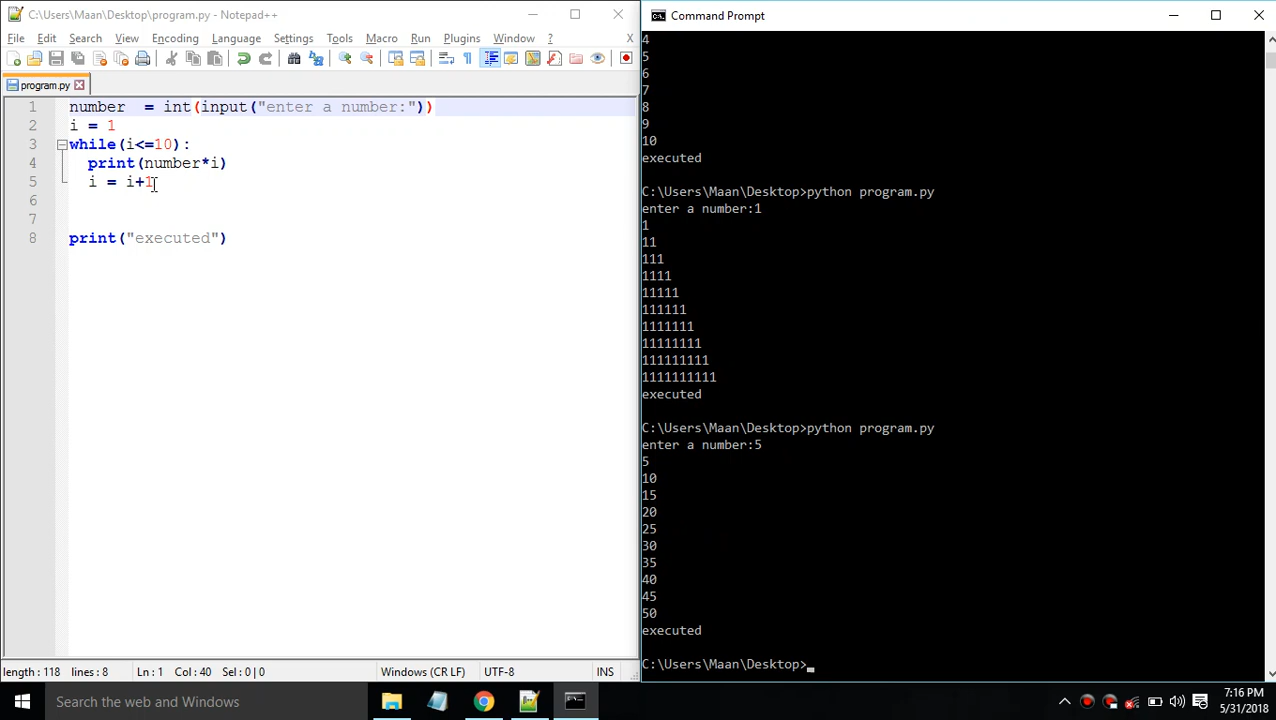 C:\Users\Maan\Desktop\program.py - Notepad++
File Edit Search View Encoding Language Settings Tools Macro Run Plugins Window ? X
program.py
1 number  = int(input("enter a number:"))
2 i = 1
3 while(i<=10):
4   print(number*i)
5   i = i+1
6
7
8 print("executed")
length : 118 lines : 8 Ln : 1 Col : 40 Sel : 0 | 0 Windows (CR LF) UTF-8 INS
Command Prompt
4
5
6
7
8
9
10
executed
C:\Users\Maan\Desktop>python program.py
enter a number:1
1
11
111
1111
11111
111111
1111111
11111111
111111111
1111111111
executed
C:\Users\Maan\Desktop>python program.py
enter a number:5
5
10
15
20
25
30
35
40
45
50
executed
C:\Users\Maan\Desktop>
Search the web and Windows
7:16 PM
5/31/2018